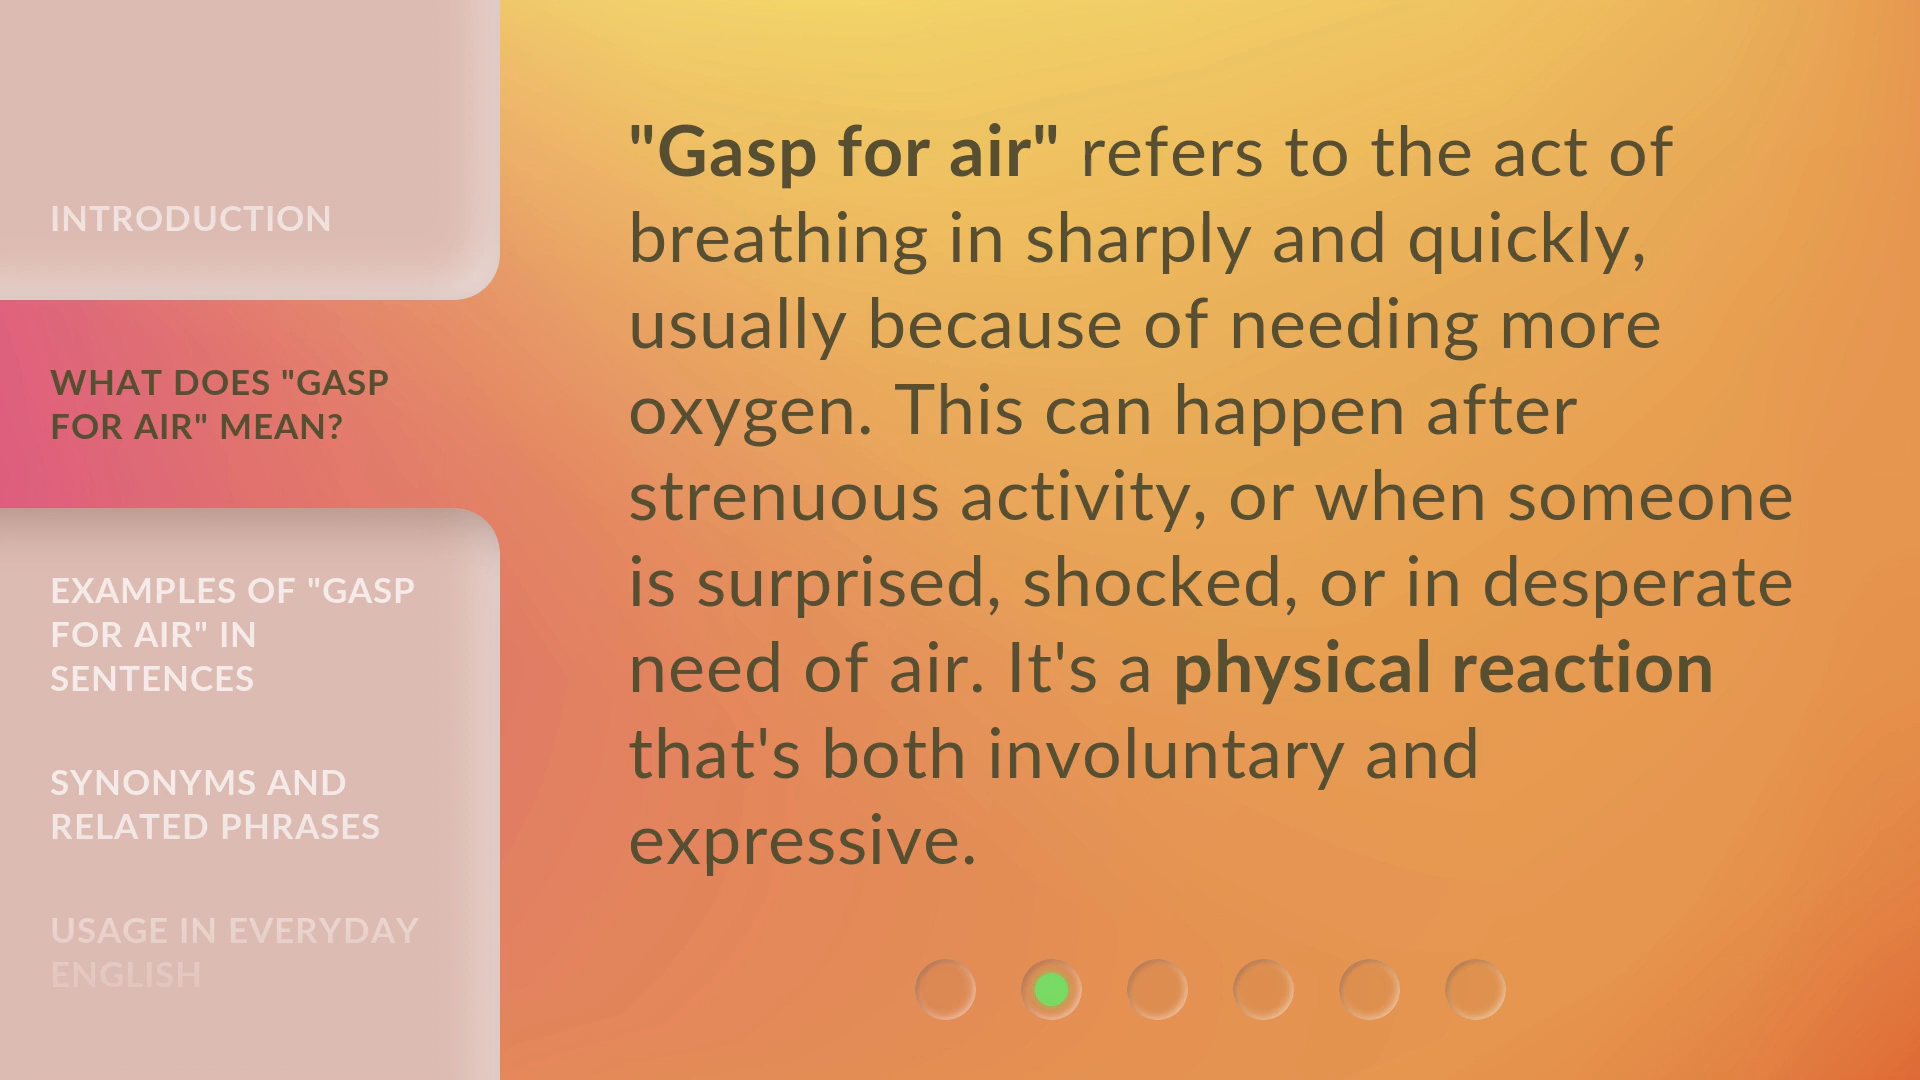 INTRODUCTION
WHAT DOES "GASP
FOR AIR" MEAN?
EXAMPLES OF "GASP
FOR AIR" IN
SENTENCES
SYNONYMS AND
RELATED PHRASES
USAGE IN EVERYDAY
ENGLISH
"Gasp for air" refers to the act of
breathing in sharply and quickly,
usually because of needing more
oxygen. This can happen after
strenuous activity, or when someone
is surprised, shocked, or in desperate
need of air. It's a physical reaction
that's both involuntary and
expressive.